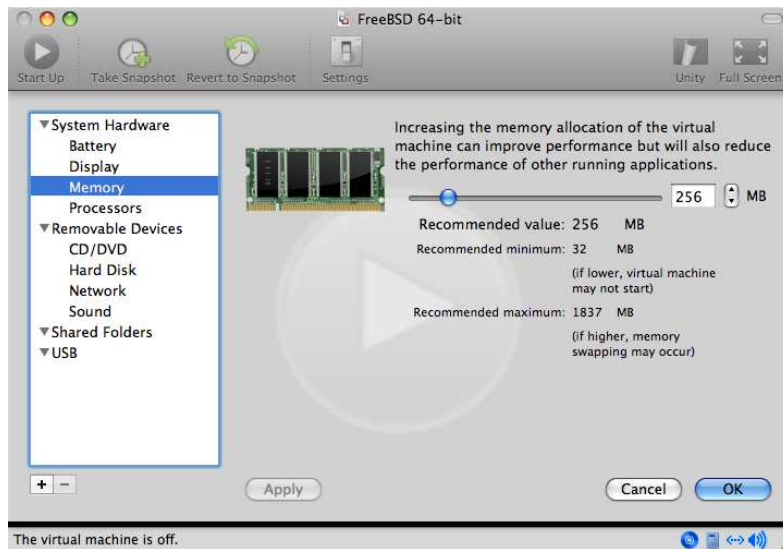 FreeBSD 64-bit
Start Up
Take Snapshot
Revert to Snapshot
Settings
Unity
Full Screen
System Hardware
Battery
Display
Memory
Processors
Removable Devices
CD/DVD
Hard Disk
Network
Sound
Shared Folders
USB
Increasing the memory allocation of the virtual
machine can improve performance but will also reduce
the performance of other running applications.
256 MB
Recommended value: 256 MB
Recommended minimum: 32 MB
(if lower, virtual machine
may not start)
Recommended maximum: 1837 MB
(if higher, memory
swapping may occur)
+ −
Apply
Cancel
OK
The virtual machine is off.